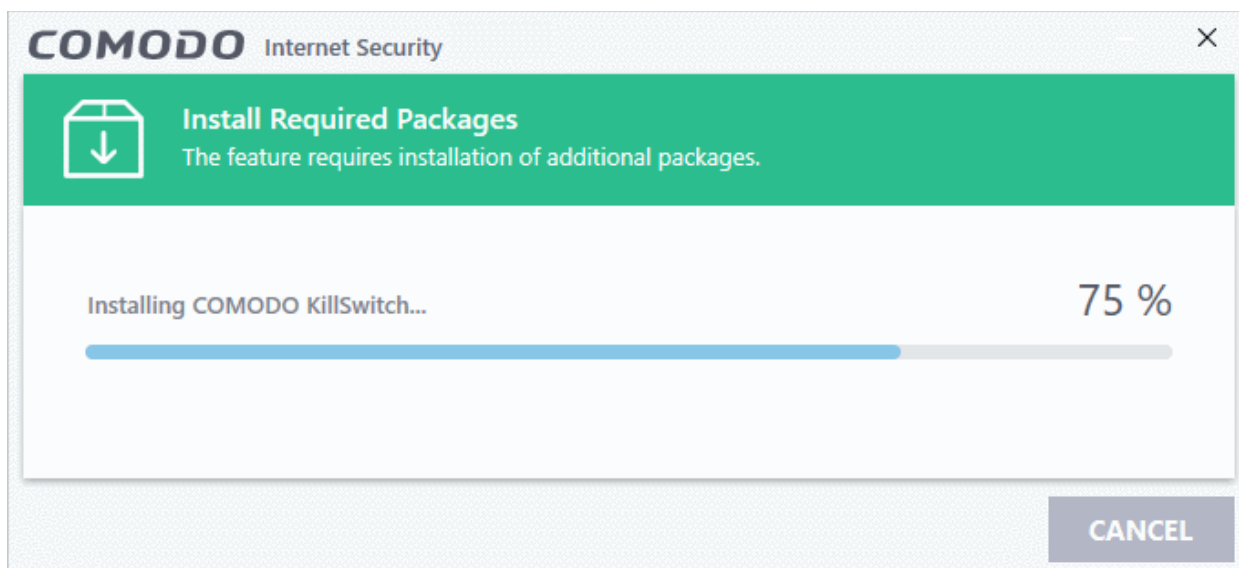 COMODO Internet Security
Install Required Packages
The feature requires installation of additional packages.
Installing COMODO KillSwitch... 75 %
CANCEL